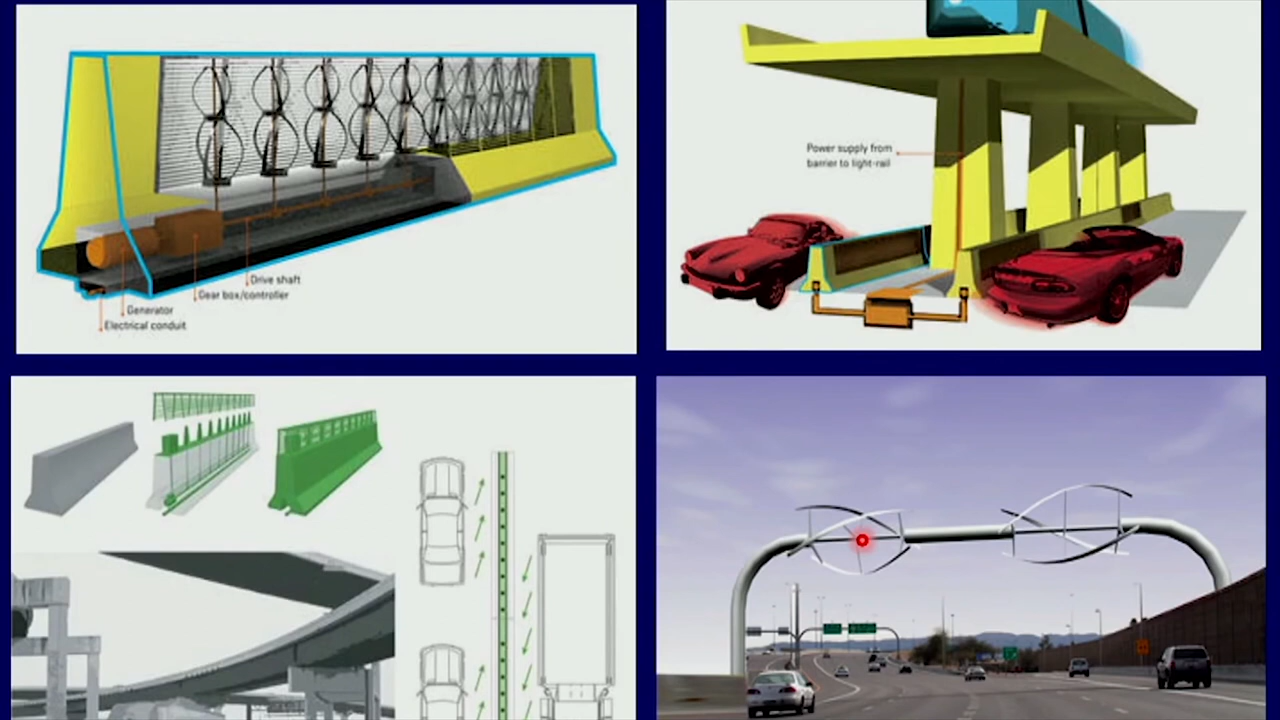 Drive shaft
Gear box/controller
Generator
Electrical conduit
Power supply from
barrier to light-rail